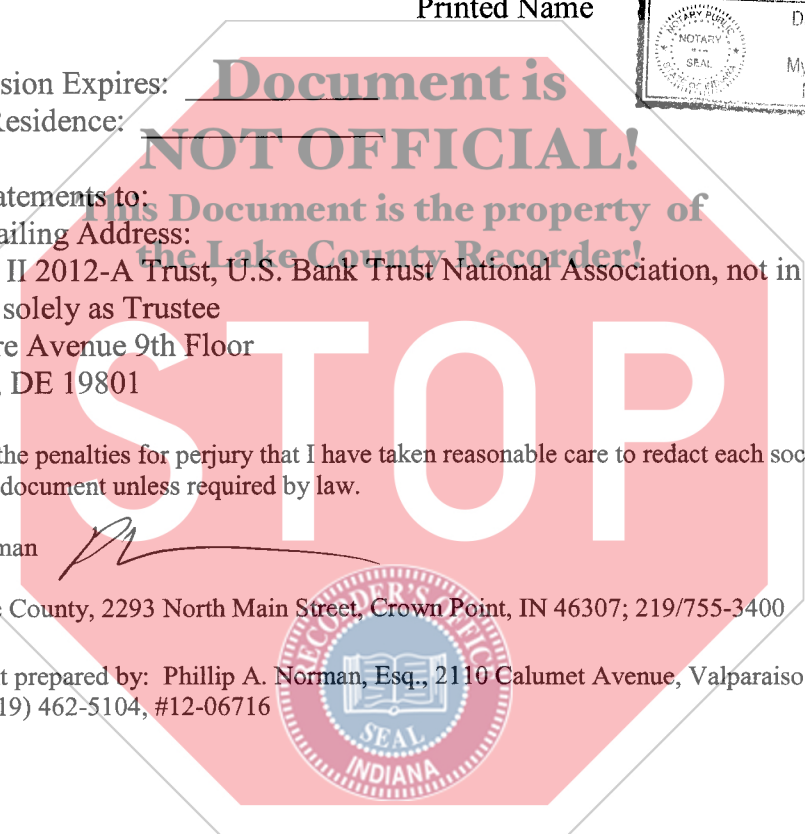 Printed Name
NOTARY PUBLIC
NOTARY
SEAL
D
My
sion Expires:
Document is
Residence:
NOT OFFICIAL!
atements to:
This Document is the property of
ailing Address:
the Lake County Recorder!
II 2012-A Trust, U.S. Bank Trust National Association, not in
solely as Trustee
re Avenue 9th Floor
, DE 19801
STOP
the penalties for perjury that I have taken reasonable care to redact each soc
document unless required by law.
man
e County, 2293 North Main Street, Crown Point, IN 46307; 219/755-3400
RECORDER'S OFFICE
t prepared by: Phillip A. Norman, Esq., 2110 Calumet Avenue, Valparaiso
19) 462-5104, #12-06716
SEAL
INDIANA